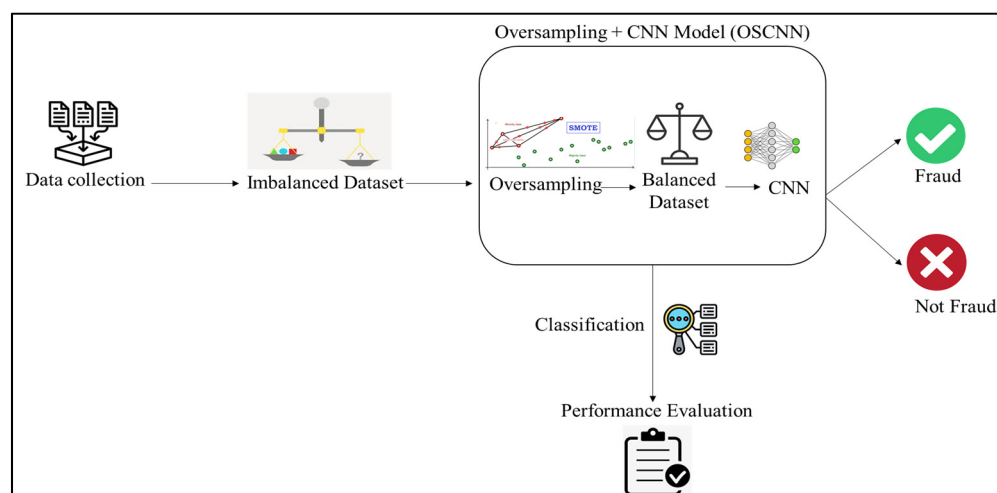 Oversampling + CNN Model (OSCNN)
SMOTE
Data collection
Imbalanced Dataset
?
Oversampling
Balanced
Dataset
CNN
Fraud
Not Fraud
Classification
Performance Evaluation